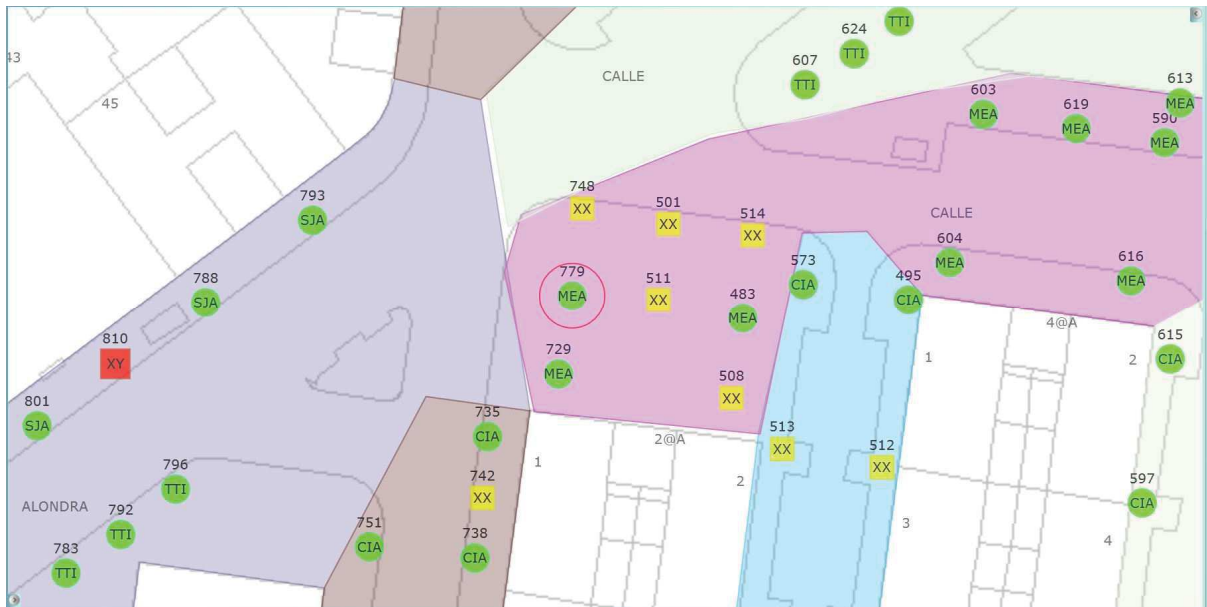 TTI
624
TTI
607
TTI
CALLE
43
45
613
MEA
603
MEA
619
MEA
590
MEA
793
SJA
748
XX
501
XX
514
XX
CALLE
604
MEA
616
MEA
788
SJA
779
MEA
511
XX
483
MEA
573
CIA
495
CIA
810
XY
729
MEA
508
XX
4@A
1
2
615
CIA
801
SJA
735
CIA
2@A
513
XX
512
XX
796
TTI
742
XX
1
2
597
CIA
ALONDRA
792
TTI
751
CIA
738
CIA
3
4
783
TTI